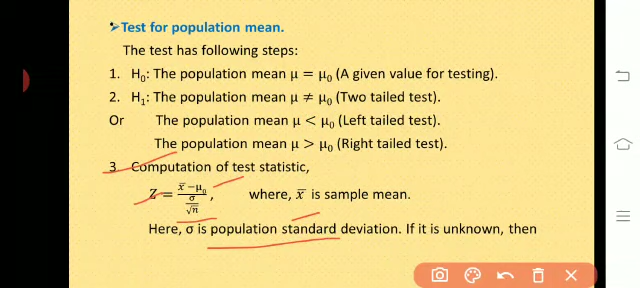 ➢Test for population mean.
The test has following steps:
1. H₀: The population mean μ = μ₀ (A given value for testing).
2. H₁: The population mean μ ≠ μ₀ (Two tailed test).
Or The population mean μ < μ₀ (Left tailed test).
The population mean μ > μ₀ (Right tailed test).
3 Computation of test statistic,
Z = (x̄ − μ₀) / (σ/√n), where, x̄ is sample mean.
Here, σ is population standard deviation. If it is unknown, then